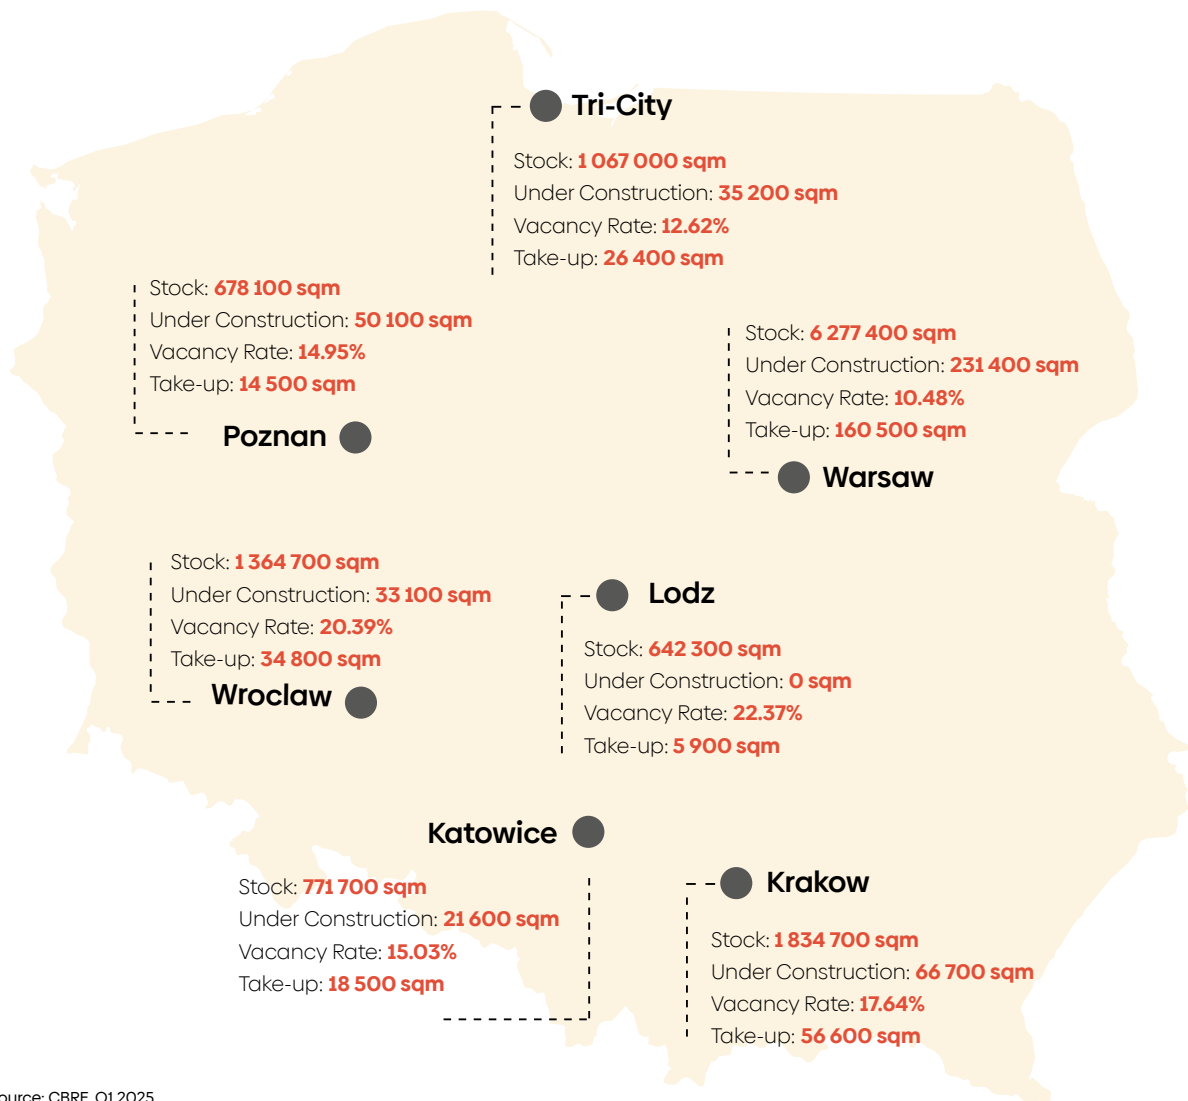 Tri-City
Stock: 1 067 000 sqm
Under Construction: 35 200 sqm
Vacancy Rate: 12.62%
Take-up: 26 400 sqm
Stock: 678 100 sqm
Under Construction: 50 100 sqm
Vacancy Rate: 14.95%
Take-up: 14 500 sqm
Poznan
Stock: 6 277 400 sqm
Under Construction: 231 400 sqm
Vacancy Rate: 10.48%
Take-up: 160 500 sqm
Warsaw
Stock: 1 364 700 sqm
Under Construction: 33 100 sqm
Vacancy Rate: 20.39%
Take-up: 34 800 sqm
Wroclaw
Lodz
Stock: 642 300 sqm
Under Construction: 0 sqm
Vacancy Rate: 22.37%
Take-up: 5 900 sqm
Katowice
Stock: 771 700 sqm
Under Construction: 21 600 sqm
Vacancy Rate: 15.03%
Take-up: 18 500 sqm
Krakow
Stock: 1 834 700 sqm
Under Construction: 66 700 sqm
Vacancy Rate: 17.64%
Take-up: 56 600 sqm
ource: CBRE, Q1 2025